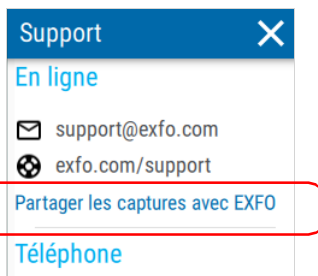 Support
En ligne
support@exfo.com
exfo.com/support
Partager les captures avec EXFO
Téléphone